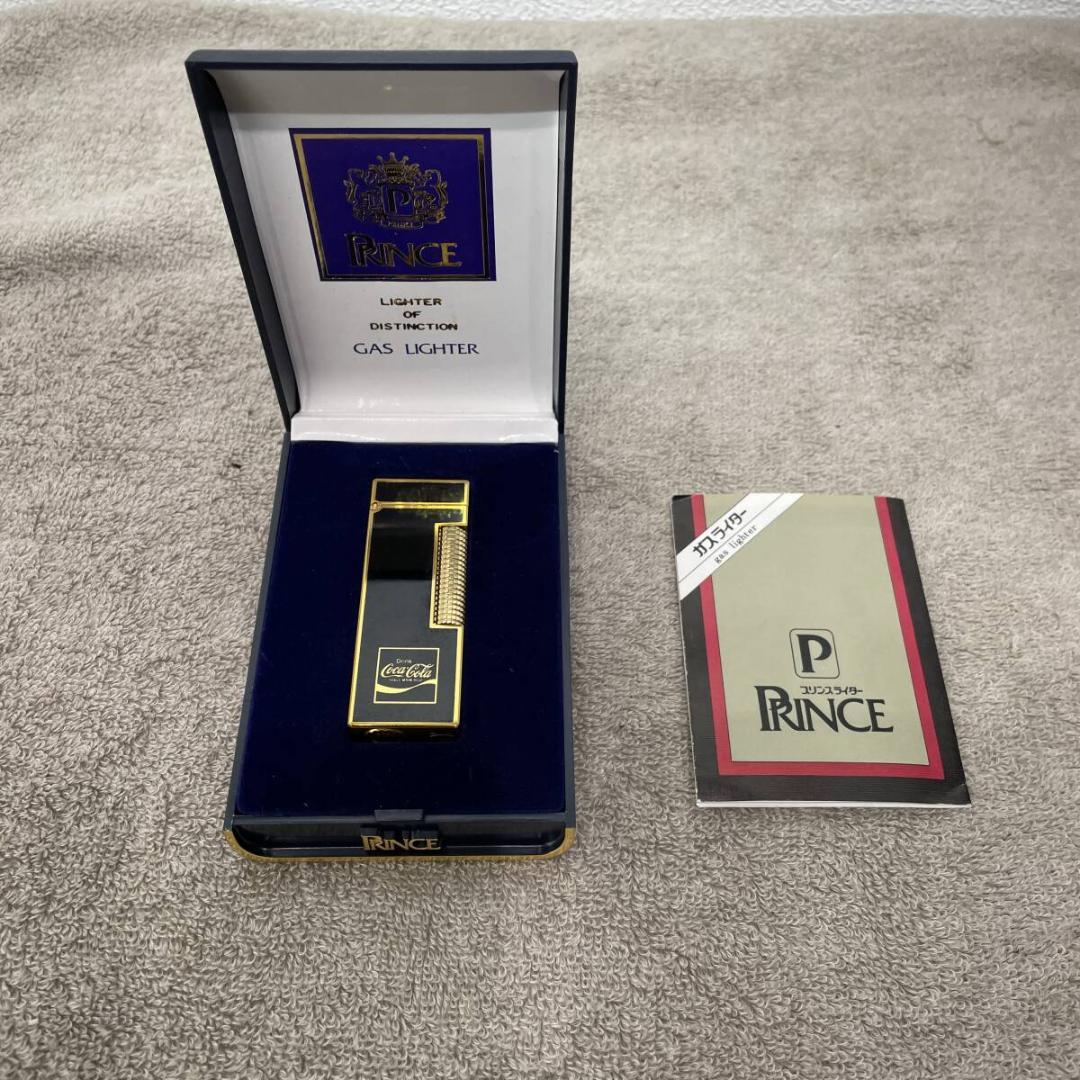 P
PRINCE
LIGHTER
OF
DISTINCTION
GAS LIGHTER
Drink
Coca-Cola
PRINCE
ガスライター
gas lighter
P
プリンスライター
PRINCE